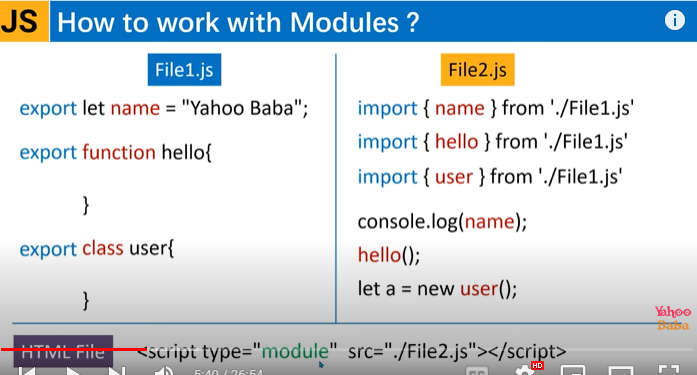 JS How to work with Modules ?
i
File1.js
export let name = "Yahoo Baba";
export function hello{
}
export class user{
}
File2.js
import { name } from './File1.js'
import { hello } from './File1.js'
import { user } from './File1.js'
console.log(name);
hello();
let a = new user();
Yahoo
Baba
HTML File <script type="module" src="./File2.js"></script>
5:40 / 26:54
CC
HD